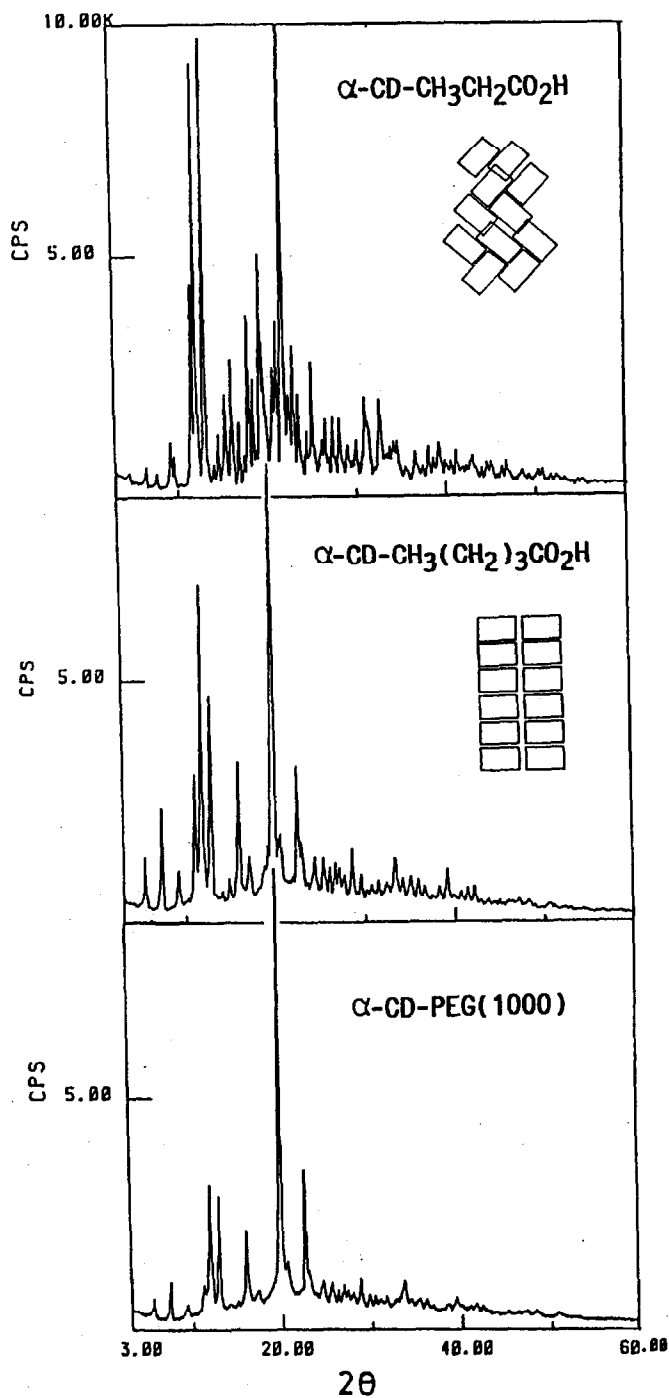 10.00K
α-CD-CH₃CH₂CO₂H
CPS
5.00
α-CD-CH₃(CH₂)₃CO₂H
CPS
5.00
α-CD-PEG(1000)
CPS
5.00
3.00 20.00 40.00 60.00
2θ